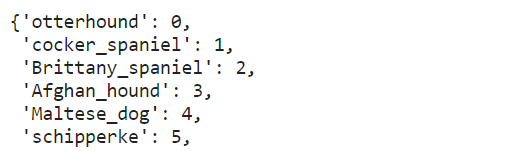 {'otterhound': 0,
 'cocker_spaniel': 1,
 'Brittany_spaniel': 2,
 'Afghan_hound': 3,
 'Maltese_dog': 4,
 'schipperke': 5,